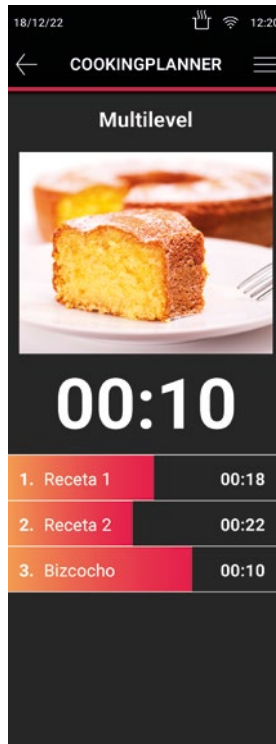 18/12/22 12:20
COOKINGPLANNER
Multilevel
00:10
1. Receta 1 00:18
2. Receta 2 00:22
3. Bizcocho 00:10